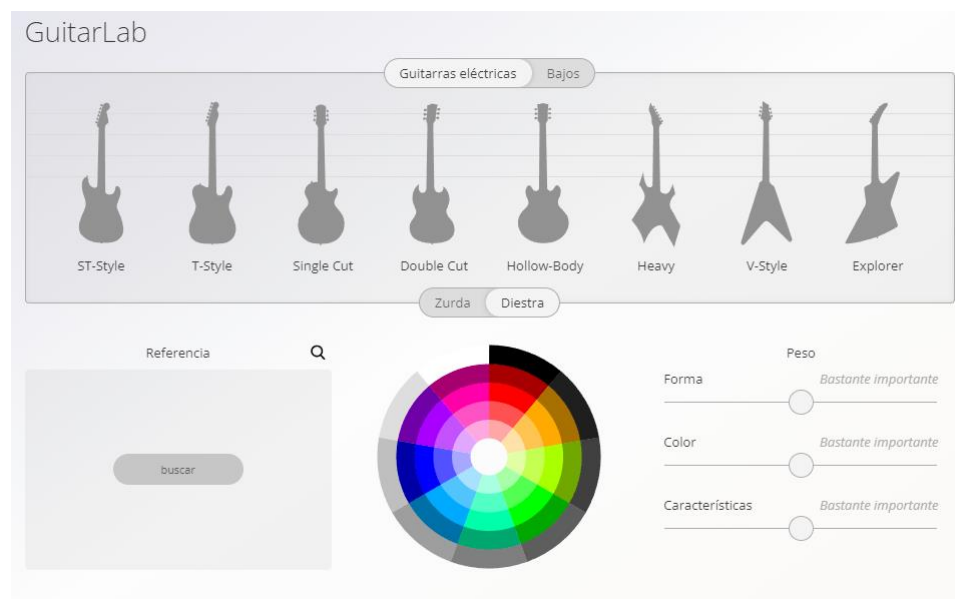 GuitarLab
Guitarras eléctricas Bajos
ST-Style T-Style Single Cut Double Cut Hollow-Body Heavy V-Style Explorer
Zurda Diestra
Referencia
buscar
Peso
Forma Bastante importante
Color Bastante importante
Características Bastante importante